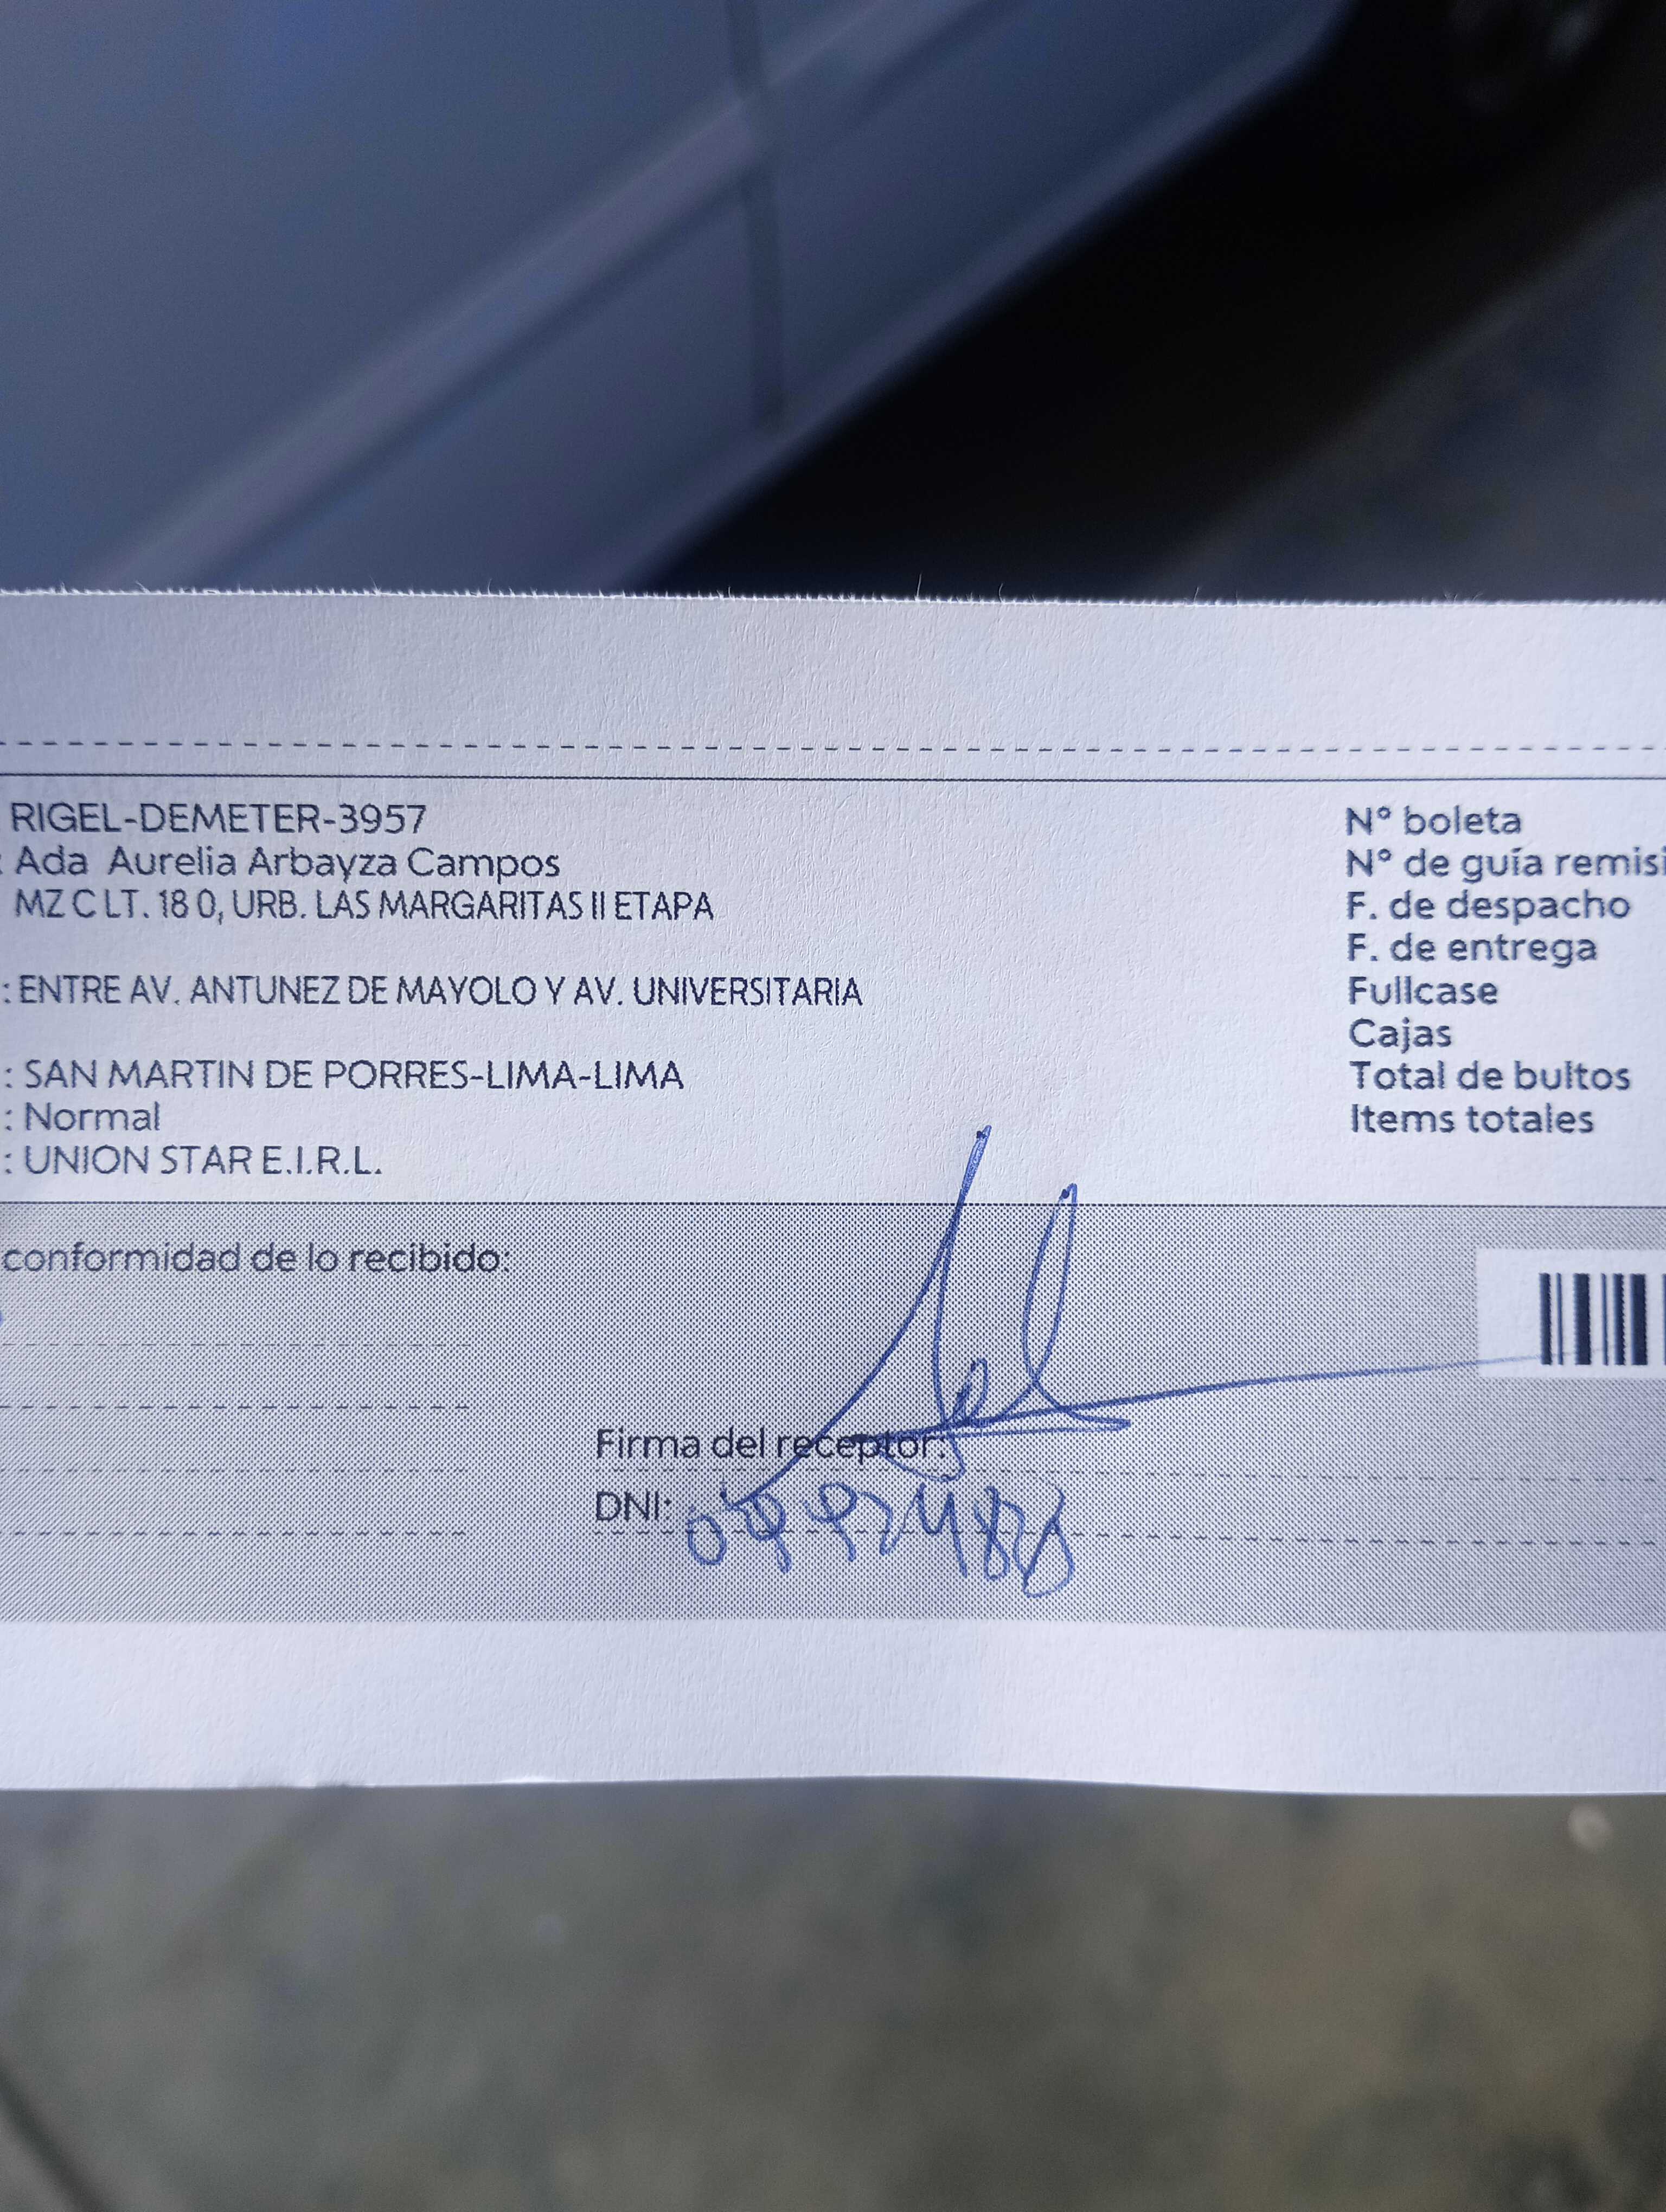 RIGEL-DEMETER-3957
: Ada Aurelia Arbayza Campos
MZ C LT. 18 0, URB. LAS MARGARITAS II ETAPA
: ENTRE AV. ANTUNEZ DE MAYOLO Y AV. UNIVERSITARIA
: SAN MARTIN DE PORRES-LIMA-LIMA
: Normal
: UNION STAR E.I.R.L.
N° boleta
N° de guía remisi
F. de despacho
F. de entrega
Fullcase
Cajas
Total de bultos
Items totales
conformidad de lo recibido:
Firma del receptor:
DNI: